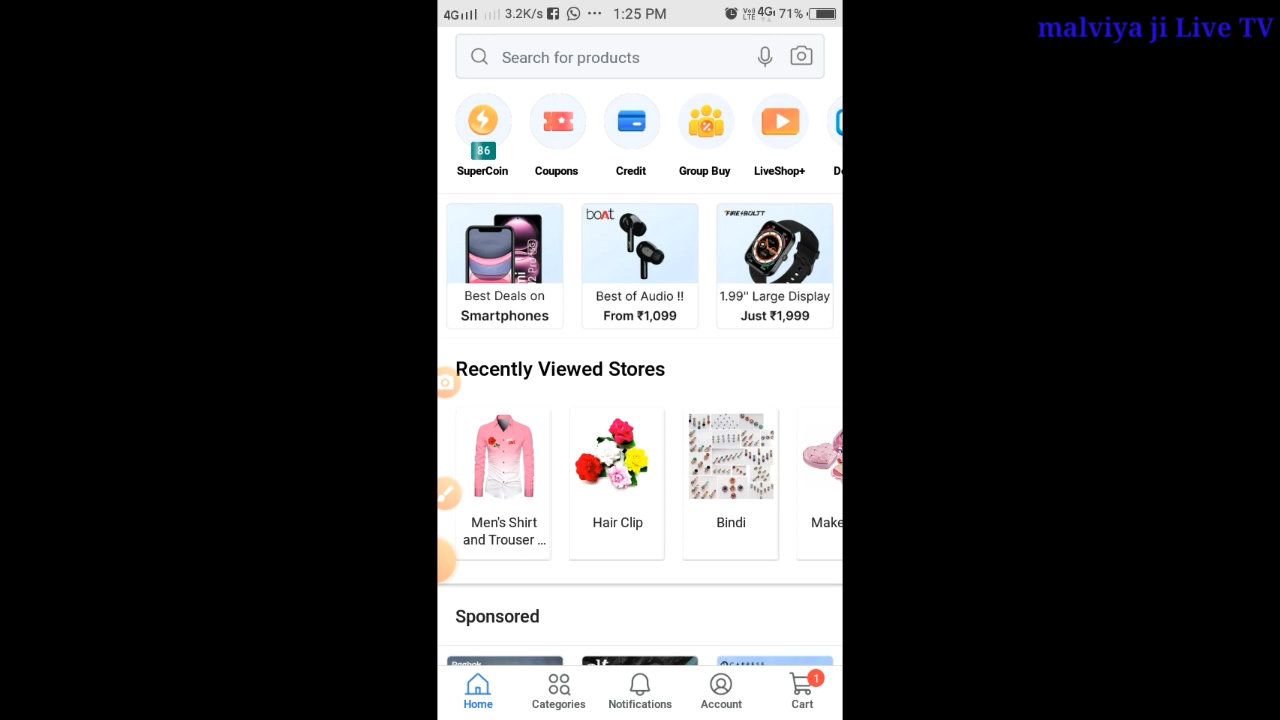 malviya ji Live TV
4G 3.2K/s ... 1:25 PM VoD LTE 4G 71%
Search for products
86
SuperCoin Coupons Credit Group Buy LiveShop+
boAt FIRE-BOLTT
Best Deals on Best of Audio !! 1.99" Large Display
Smartphones From ₹1,099 Just ₹1,999
Recently Viewed Stores
Men's Shirt Hair Clip Bindi Make
and Trouser ...
Sponsored
Home Categories Notifications Account Cart
1